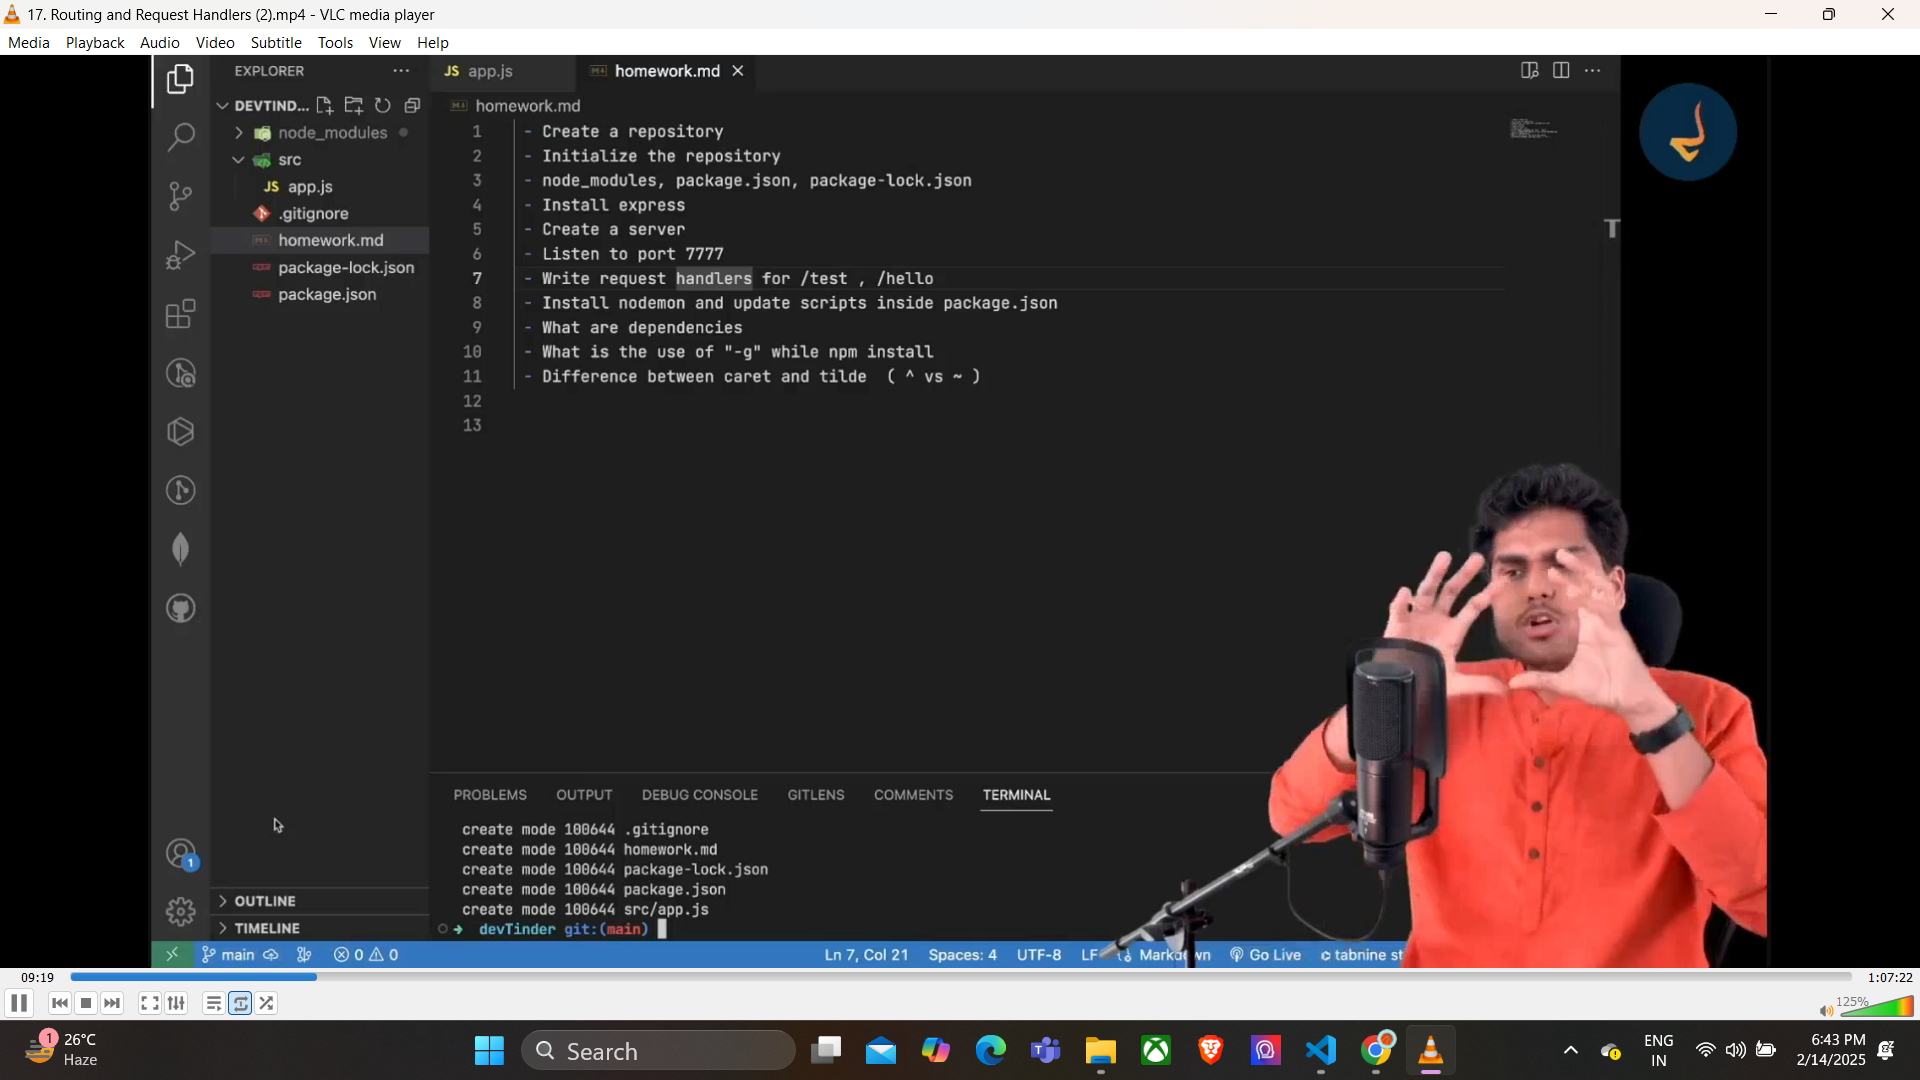 17. Routing and Request Handlers (2).mp4 - VLC media player
Media Playback Audio Video Subtitle Tools View Help
EXPLORER
JS app.js
homework.md
DEVTIND...
node_modules
src
JS app.js
.gitignore
homework.md
package-lock.json
package.json
homework.md
1 - Create a repository
2 - Initialize the repository
3 - node_modules, package.json, package-lock.json
4 - Install express
5 - Create a server
6 - Listen to port 7777
7 - Write request handlers for /test , /hello
8 - Install nodemon and update scripts inside package.json
9 - What are dependencies
10 - What is the use of "-g" while npm install
11 - Difference between caret and tilde ( ^ vs ~ )
12
13
T
PROBLEMS OUTPUT DEBUG CONSOLE GITLENS COMMENTS TERMINAL
create mode 100644 .gitignore
create mode 100644 homework.md
create mode 100644 package-lock.json
create mode 100644 package.json
create mode 100644 src/app.js
devTinder git:(main)
1
OUTLINE
TIMELINE
main 0 0 Ln 7, Col 21 Spaces: 4 UTF-8 LF Go Live tabnine st
09:19 1:07:22
125%
1 26°C
Haze
Search
ENG
IN
6:43 PM
2/14/2025